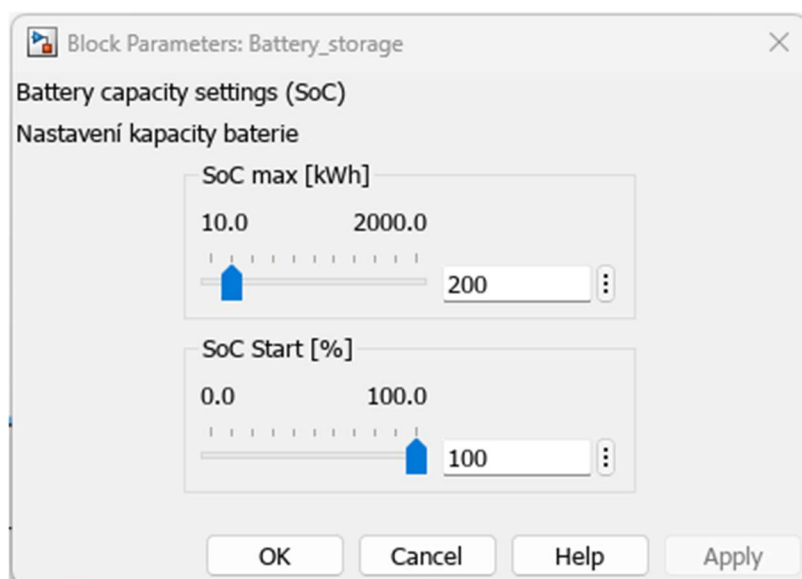 Block Parameters: Battery_storage
Battery capacity settings (SoC)
Nastavení kapacity baterie
SoC max [kWh]
10.0 2000.0
200
SoC Start [%]
0.0 100.0
100
OK Cancel Help Apply